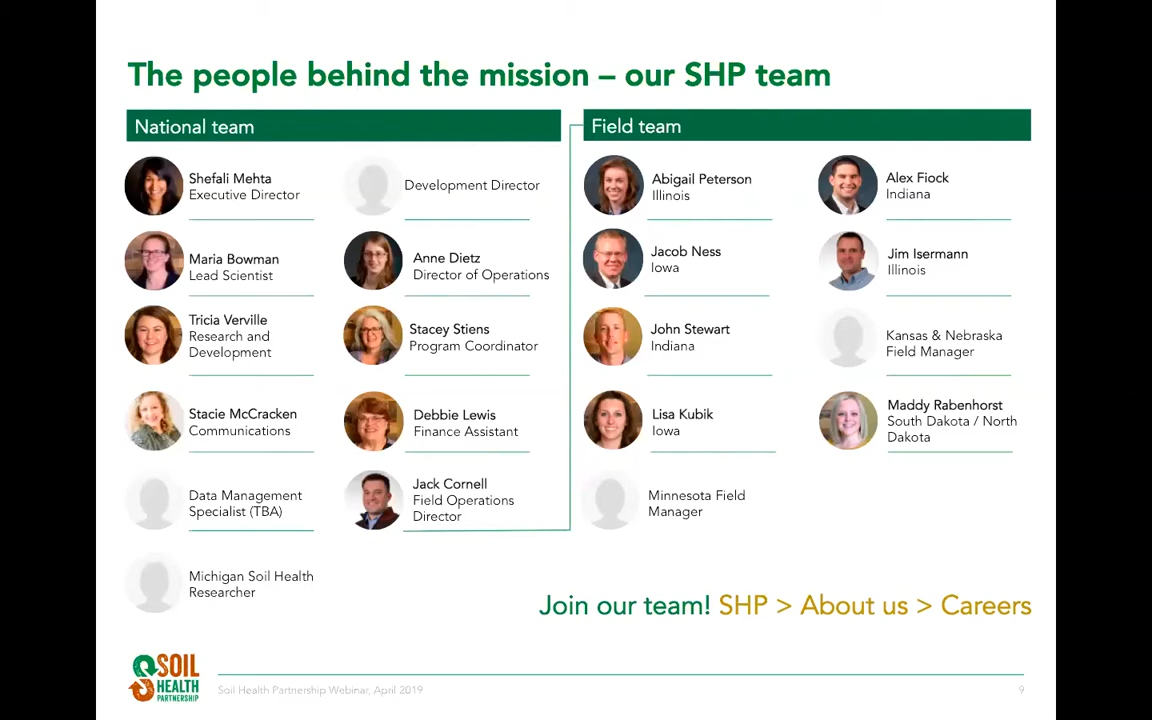 The people behind the mission – our SHP team
National team
Shefali Mehta
Executive Director
Development Director
Maria Bowman
Lead Scientist
Anne Dietz
Director of Operations
Tricia Verville
Research and
Development
Stacey Stiens
Program Coordinator
Stacie McCracken
Communications
Debbie Lewis
Finance Assistant
Data Management
Specialist (TBA)
Jack Cornell
Field Operations
Director
Michigan Soil Health
Researcher
Field team
Abigail Peterson
Illinois
Alex Fiock
Indiana
Jacob Ness
Iowa
Jim Isermann
Illinois
John Stewart
Indiana
Kansas & Nebraska
Field Manager
Lisa Kubik
Iowa
Maddy Rabenhorst
South Dakota / North
Dakota
Minnesota Field
Manager
Join our team! SHP > About us > Careers
SOIL
HEALTH
PARTNERSHIP
Soil Health Partnership Webinar, April 2019
9